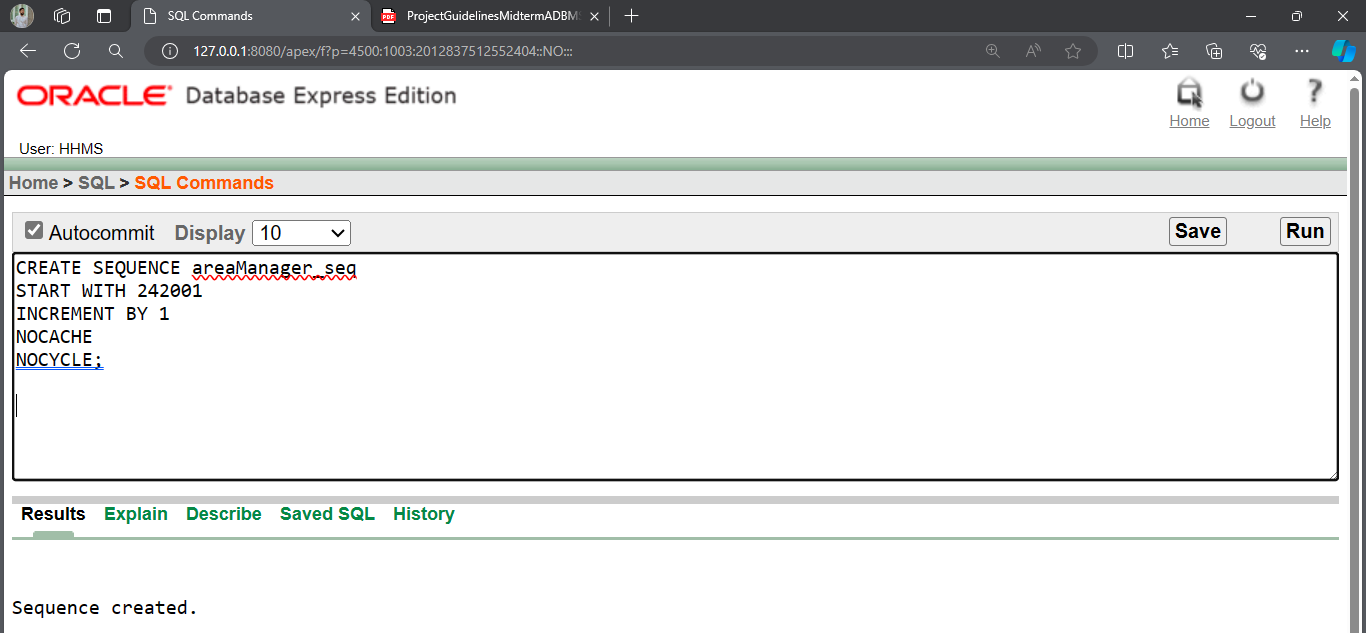 SQL Commands
ProjectGuidelinesMidtermADBMS
127.0.0.1:8080/apex/f?p=4500:1003:2012837512552404::NO:::
ORACLE Database Express Edition
Home Logout Help
User: HHMS
Home > SQL > SQL Commands
Autocommit Display 10 Save Run
CREATE SEQUENCE areaManager_seq
START WITH 242001
INCREMENT BY 1
NOCACHE
NOCYCLE;
Results Explain Describe Saved SQL History
Sequence created.